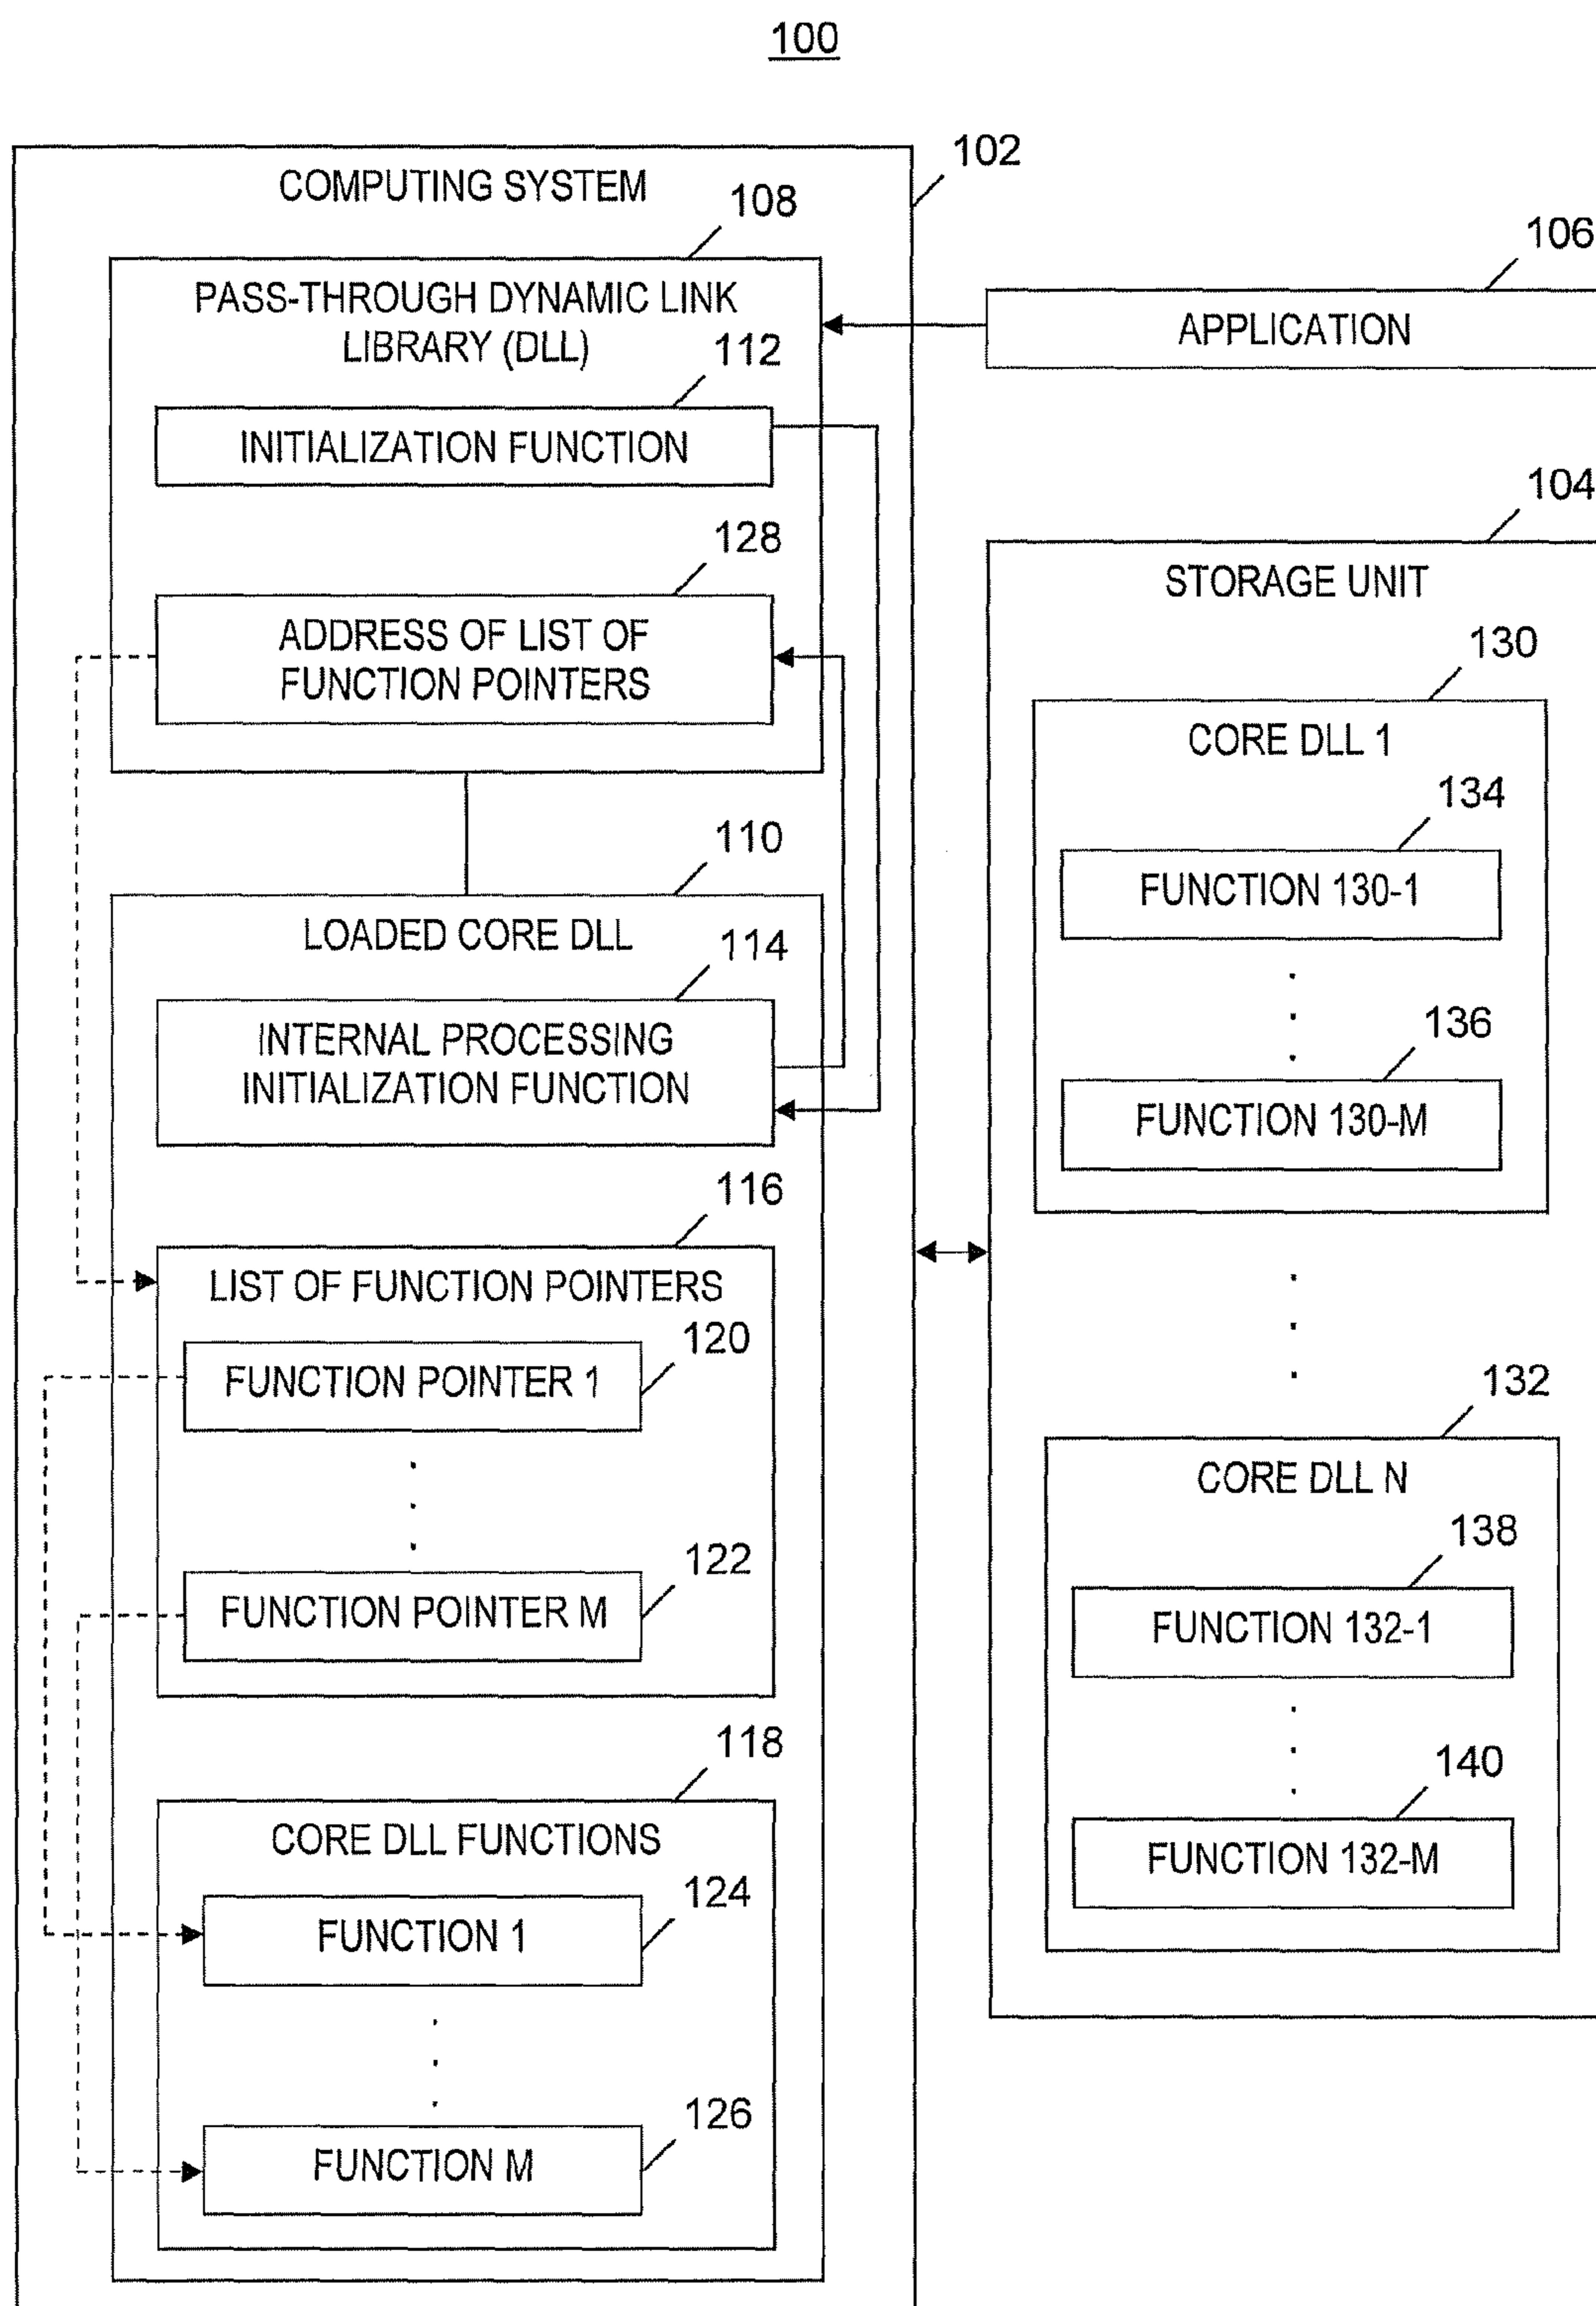 100
102
COMPUTING SYSTEM
108
PASS-THROUGH DYNAMIC LINK
LIBRARY (DLL)
112
INITIALIZATION FUNCTION
128
ADDRESS OF LIST OF
FUNCTION POINTERS
110
LOADED CORE DLL
114
INTERNAL PROCESSING
INITIALIZATION FUNCTION
116
LIST OF FUNCTION POINTERS
120
FUNCTION POINTER 1
122
FUNCTION POINTER M
118
CORE DLL FUNCTIONS
124
FUNCTION 1
126
FUNCTION M
106
APPLICATION
104
STORAGE UNIT
130
CORE DLL 1
134
FUNCTION 130-1
136
FUNCTION 130-M
132
CORE DLL N
138
FUNCTION 132-1
140
FUNCTION 132-M